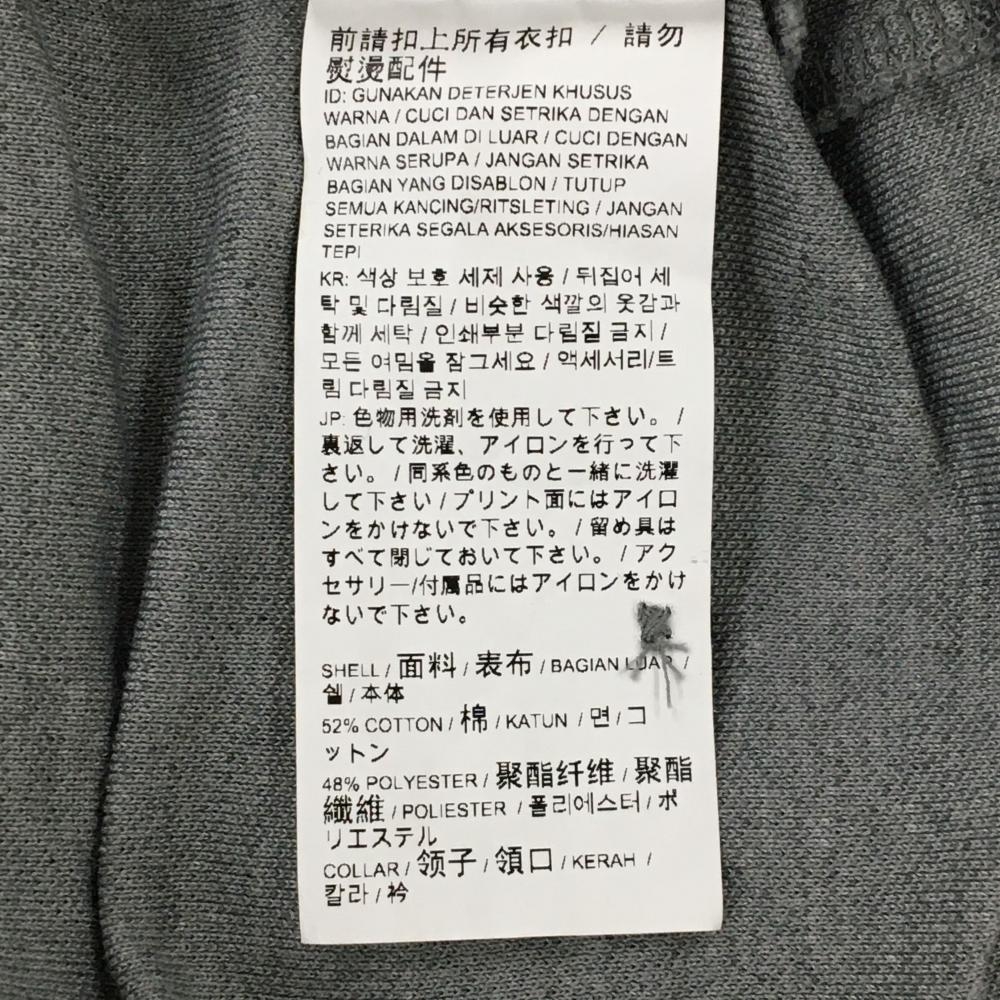 前請扣上所有衣扣 / 請勿
熨燙配件
ID: GUNAKAN DETERJEN KHUSUS
WARNA / CUCI DAN SETRIKA DENGAN
BAGIAN DALAM DI LUAR / CUCI DENGAN
WARNA SERUPA / JANGAN SETRIKA
BAGIAN YANG DISABLON / TUTUP
SEMUA KANCING/RITSLETING / JANGAN
SETERIKA SEGALA AKSESORIS/HIASAN
TEPI
KR: 색상 보호 세제 사용 / 뒤집어 세
탁 및 다림질 / 비슷한 색깔의 옷감과
함께 세탁 / 인쇄부분 다림질 금지 /
모든 여밈을 잠그세요 / 액세서리/트
림 다림질 금지
JP: 色物用洗剤を使用して下さい。 /
裏返して洗濯、アイロンを行って下
さい。 / 同系色のものと一緒に洗濯
して下さい / プリント面にはアイロ
ンをかけないで下さい。 / 留め具は
すべて閉じておいて下さい。 / アク
セサリー/付属品にはアイロンをかけ
ないで下さい。
SHELL / 面料 / 表布 / BAGIAN LUAR /
쉘 / 本体
52% COTTON / 棉 / KATUN / 면 / コ
ットン
48% POLYESTER / 聚酯纤维 / 聚酯
纖維 / POLIESTER / 폴리에스터 / ポ
リエステル
COLLAR / 领子 / 領口 / KERAH /
칼라 / 衿